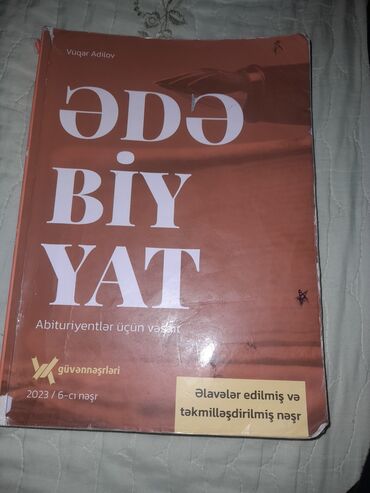 Vüqar Adilov
ƏDƏ
BİY
YAT
Abituriyentlər üçün vəsait
güvənnəşrləri
2023 / 6-cı nəşr
Əlavələr edilmiş və
təkmilləşdirilmiş nəşr